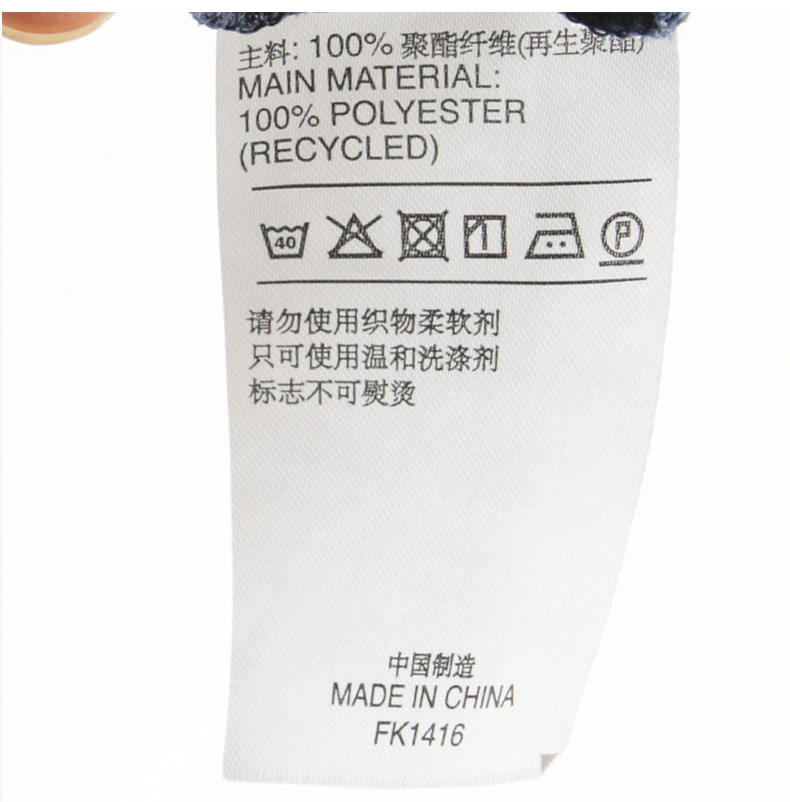 主料: 100% 聚酯纤维(再生聚酯)
MAIN MATERIAL:
100% POLYESTER
(RECYCLED)
40
P
请勿使用织物柔软剂
只可使用温和洗涤剂
标志不可熨烫
中国制造
MADE IN CHINA
FK1416